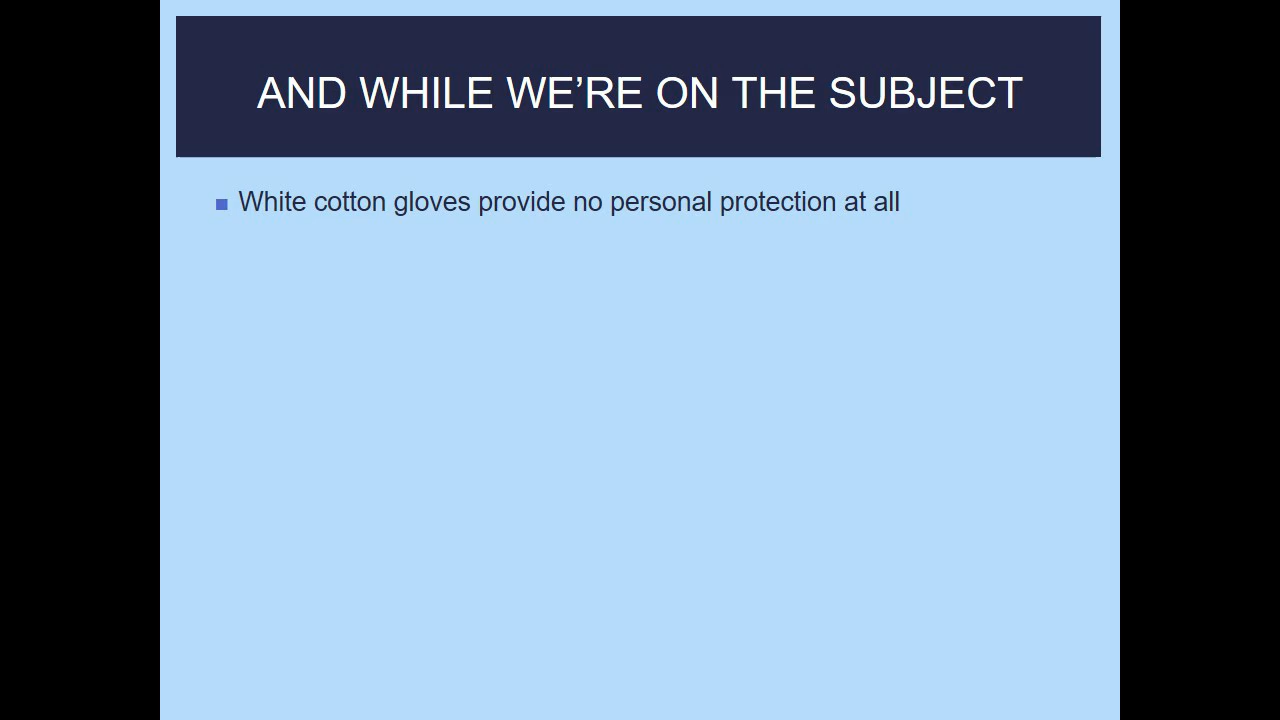 AND WHILE WE’RE ON THE SUBJECT
White cotton gloves provide no personal protection at all